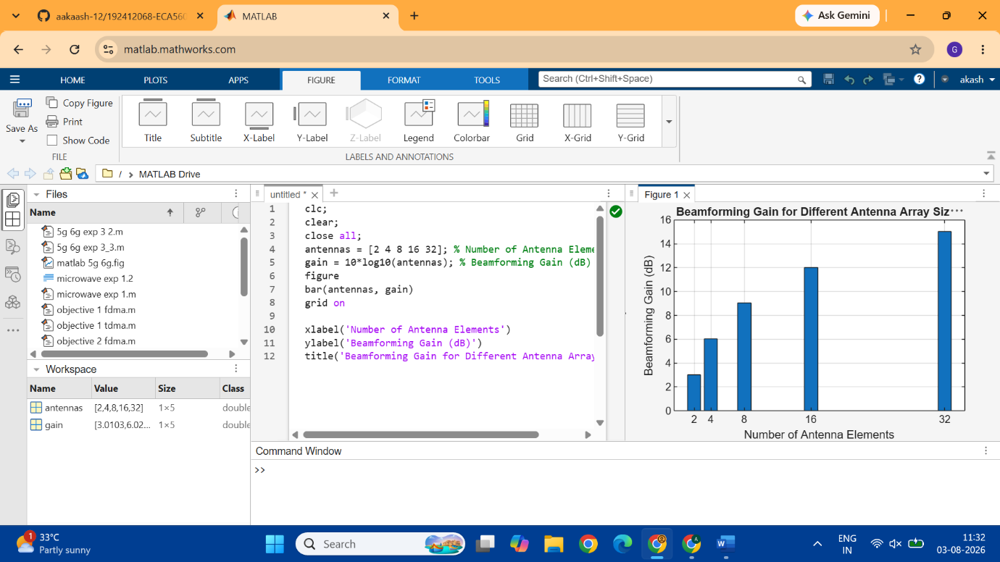 aakaash-12/192412068-ECA560
MATLAB
Ask Gemini
matlab.mathworks.com
G
HOME
PLOTS
APPS
FIGURE
FORMAT
TOOLS
Search (Ctrl+Shift+Space)
akash
Save As
Copy Figure
Print
Show Code
FILE
Title
Subtitle
X-Label
Y-Label
Z-Label
Legend
Colorbar
Grid
X-Grid
Y-Grid
LABELS AND ANNOTATIONS
/ › MATLAB Drive
Files
Name
5g 6g exp 3 2.m
5g 6g exp 3_3.m
matlab 5g 6g.fig
microwave exp 1.2
microwave exp 1.m
objective 1 fdma.m
objective 1 tdma.m
objective 2 fdma.m
Workspace
Name Value Size Class
antennas [2,4,8,16,32] 1×5 double
gain [3.0103,6.02... 1×5 double
untitled *
1 clc;
2 clear;
3 close all;
4 antennas = [2 4 8 16 32]; % Number of Antenna Eleme
5 gain = 10*log10(antennas); % Beamforming Gain (dB)
6 figure
7 bar(antennas, gain)
8 grid on
9
10 xlabel('Number of Antenna Elements')
11 ylabel('Beamforming Gain (dB)')
12 title('Beamforming Gain for Different Antenna Array
Figure 1
Beamforming Gain for Different Antenna Array Siz...
Beamforming Gain (dB)
16
14
12
10
8
6
4
2
0
2 4 8 16 32
Number of Antenna Elements
Command Window
>>
1
33°C
Partly sunny
Search
A
W
ENG
IN
11:32
03-08-2026